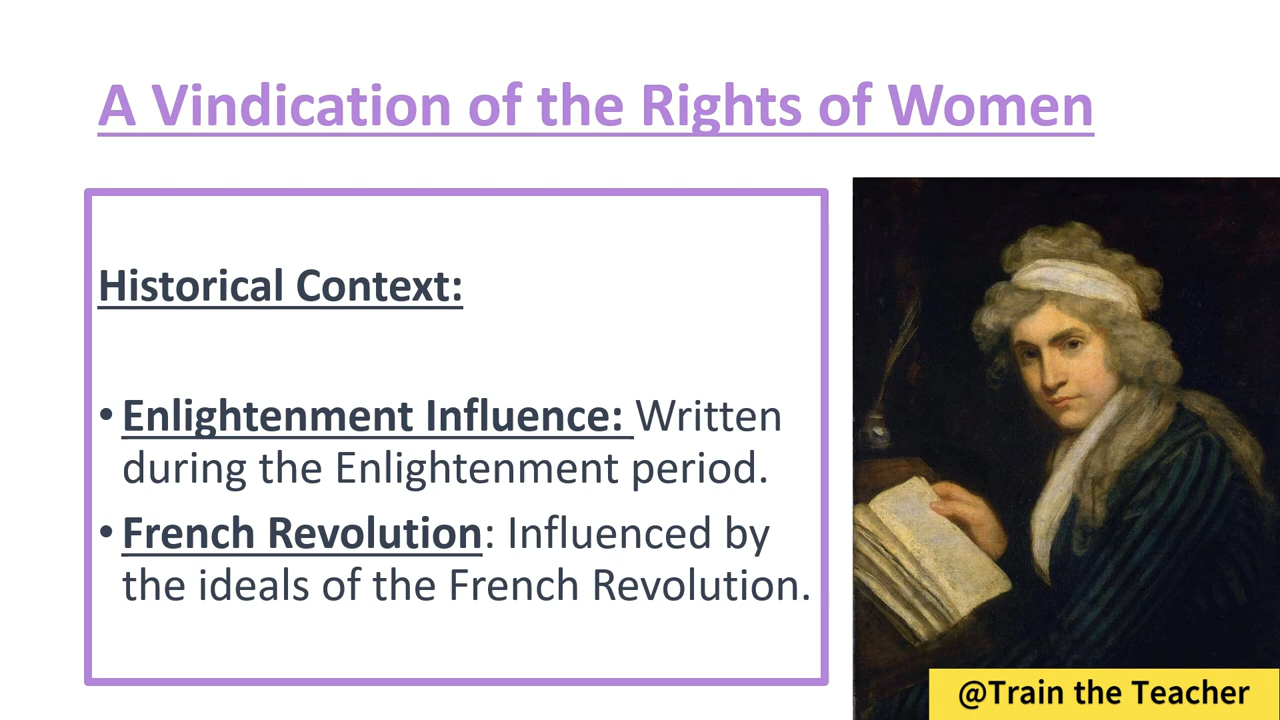 A Vindication of the Rights of Women
Historical Context:
• Enlightenment Influence: Written
during the Enlightenment period.
• French Revolution: Influenced by
the ideals of the French Revolution.
@Train the Teacher